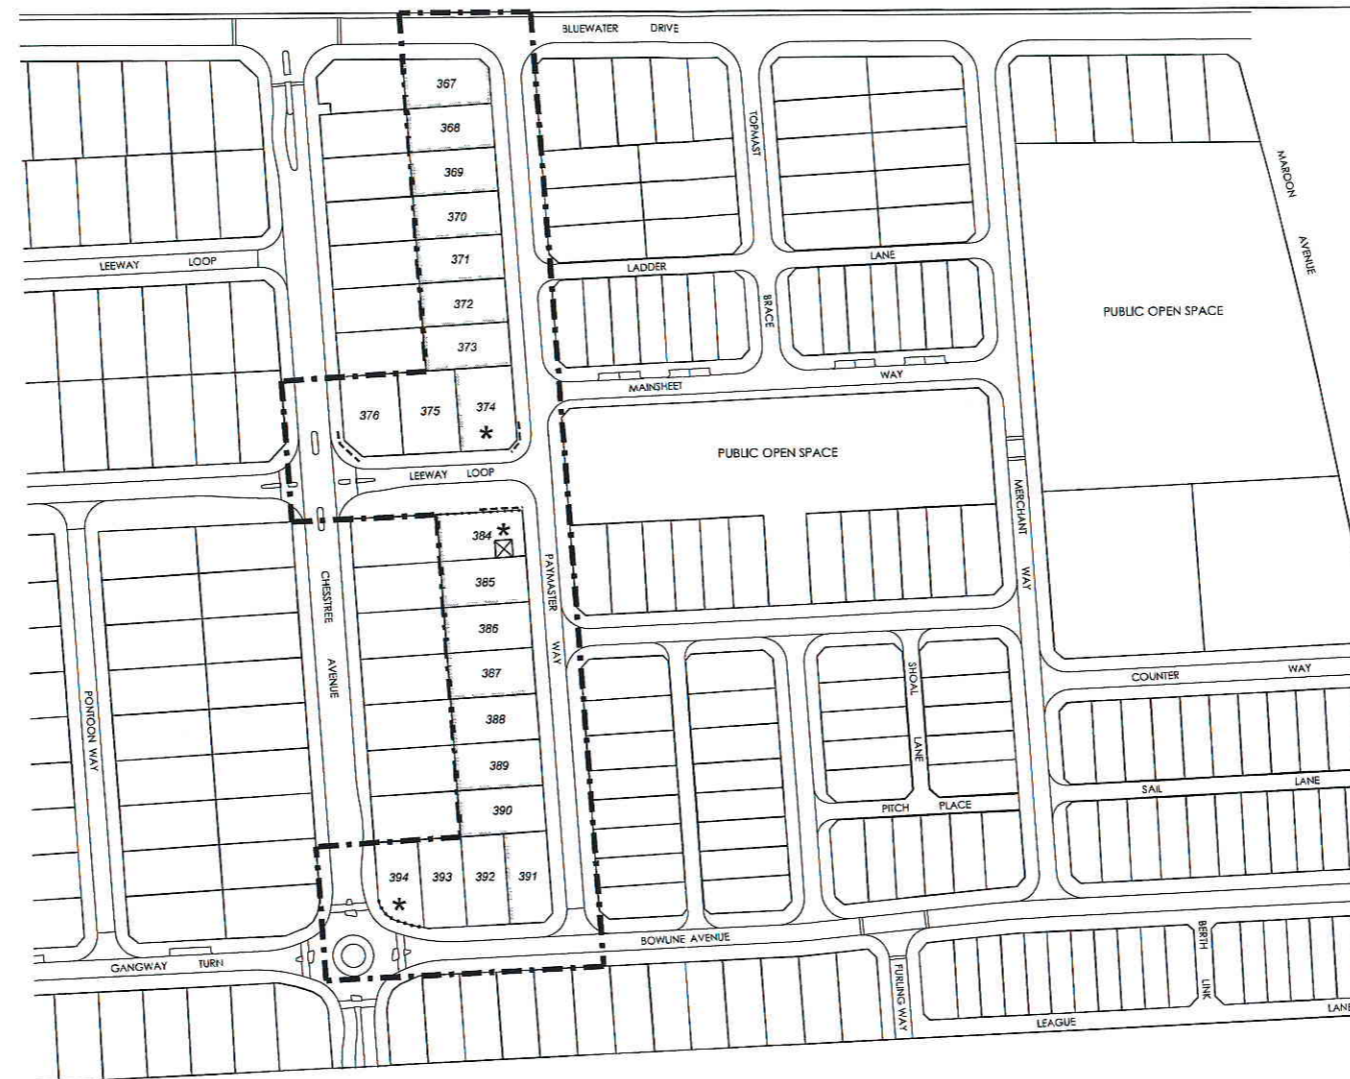 BLUEWATER DRIVE
367
368
369
370
371
372
373
374
*
375
376
TOPMAST
BRACE
LADDER LANE
MAROON
AVENUE
PUBLIC OPEN SPACE
LEEWAY LOOP
MAINSHEET WAY
PUBLIC OPEN SPACE
LEEWAY LOOP
MERCHANT
WAY
384 *
385
386
387
388
389
390
PAYMASTER
WAY
CHESSTREE
AVENUE
PONTOON WAY
SHOAL
LANE
COUNTER WAY
SAIL LANE
PITCH PLACE
394
*
393
392
391
BOWLINE AVENUE
GANGWAY TURN
FURLING WAY
BERTH
LINK
LEAGUE LANE